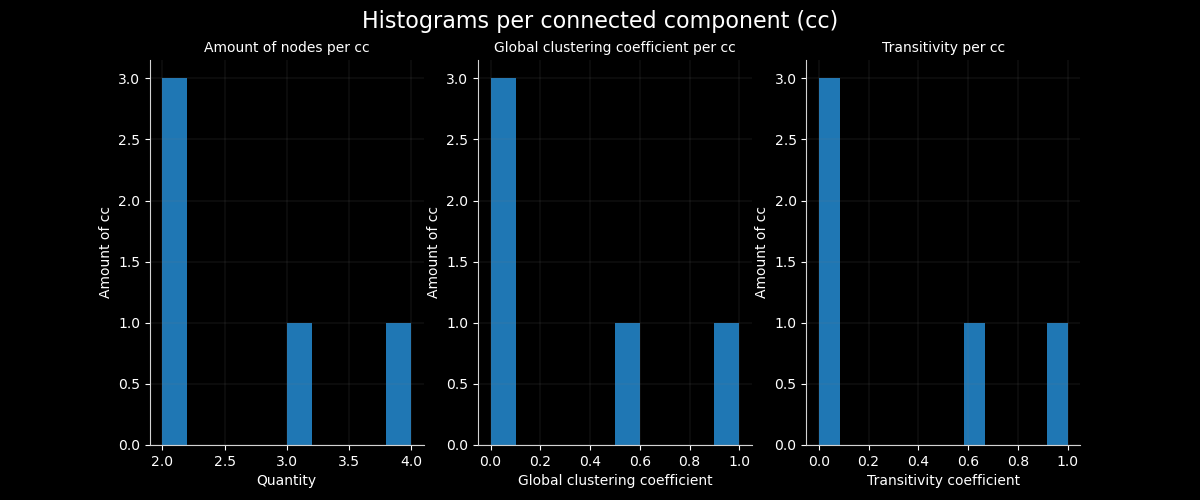 Histograms per connected component (cc)
Amount of nodes per cc
Amount of cc
3.0
2.5
2.0
1.5
1.0
0.5
0.0
2.0 2.5 3.0 3.5 4.0
Quantity
Global clustering coefficient per cc
Amount of cc
3.0
2.5
2.0
1.5
1.0
0.5
0.0
0.0 0.2 0.4 0.6 0.8 1.0
Global clustering coefficient
Transitivity per cc
Amount of cc
3.0
2.5
2.0
1.5
1.0
0.5
0.0
0.0 0.2 0.4 0.6 0.8 1.0
Transitivity coefficient